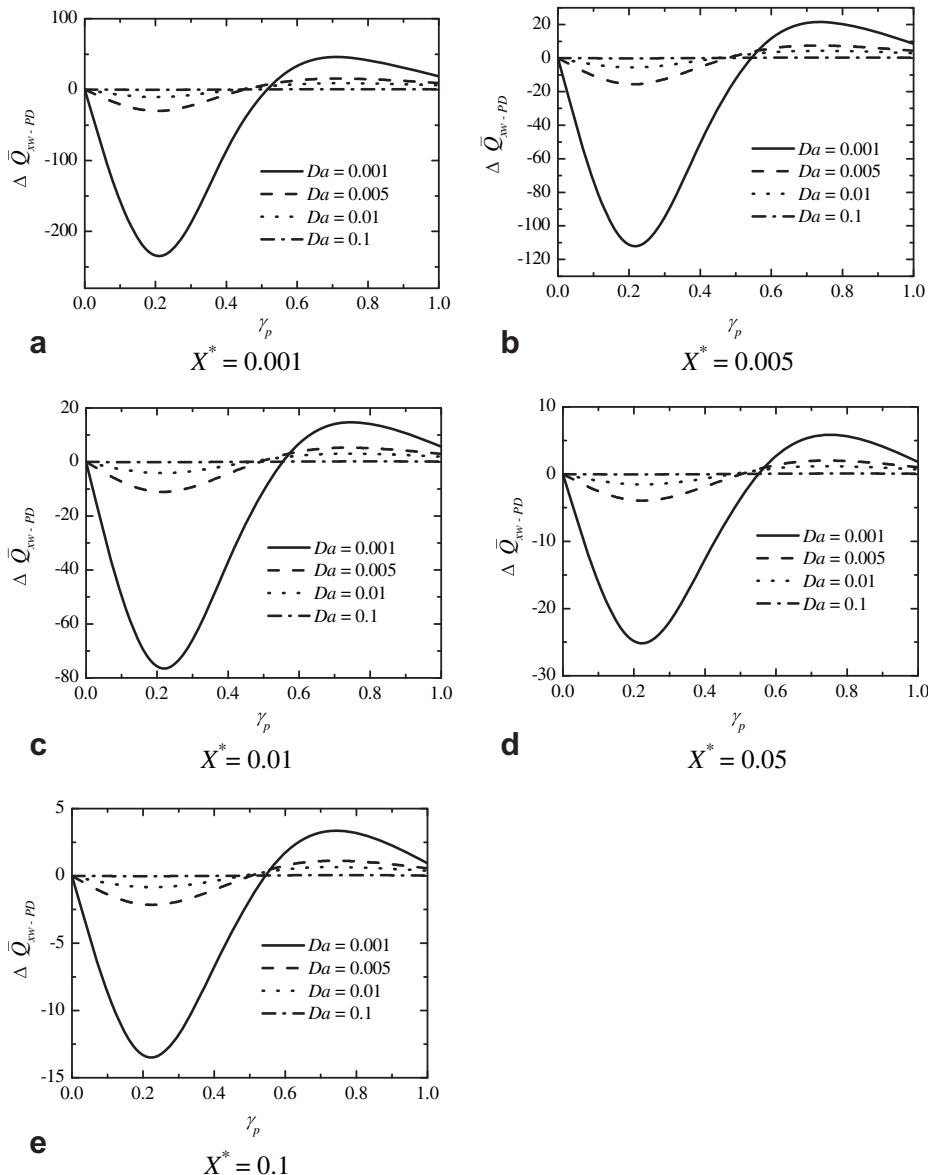 100
0
-100
-200
Δ Q̄xw-PD
Da = 0.001
Da = 0.005
Da = 0.01
Da = 0.1
0.0 0.2 0.4 0.6 0.8 1.0
γp
a
X* = 0.001
20
0
-20
-40
-60
-80
-100
-120
Δ Q̄xw-PD
Da = 0.001
Da = 0.005
Da = 0.01
Da = 0.1
0.0 0.2 0.4 0.6 0.8 1.0
γp
b
X* = 0.005
20
0
-20
-40
-60
-80
Δ Q̄xw-PD
Da = 0.001
Da = 0.005
Da = 0.01
Da = 0.1
0.0 0.2 0.4 0.6 0.8 1.0
γp
c
X* = 0.01
10
0
-10
-20
-30
Δ Q̄xw-PD
Da = 0.001
Da = 0.005
Da = 0.01
Da = 0.1
0.0 0.2 0.4 0.6 0.8 1.0
γp
d
X* = 0.05
5
0
-5
-10
-15
Δ Q̄xw-PD
Da = 0.001
Da = 0.005
Da = 0.01
Da = 0.1
0.0 0.2 0.4 0.6 0.8 1.0
γp
e
X* = 0.1